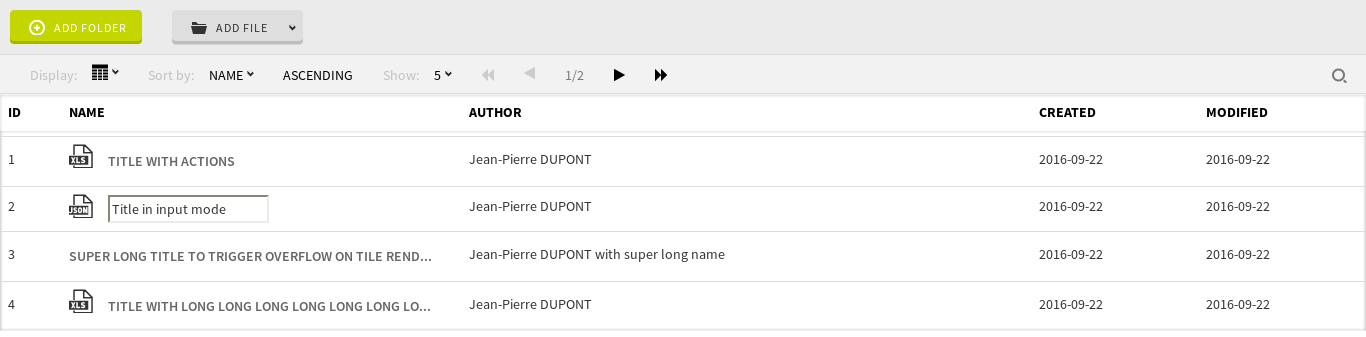 ADD FOLDER ADD FILE
Display: Sort by: NAME ASCENDING Show: 5 1/2
ID NAME AUTHOR CREATED MODIFIED
1 XLS TITLE WITH ACTIONS Jean-Pierre DUPONT 2016-09-22 2016-09-22
2 JSON Title in input mode Jean-Pierre DUPONT 2016-09-22 2016-09-22
3 SUPER LONG TITLE TO TRIGGER OVERFLOW ON TILE REND... Jean-Pierre DUPONT with super long name 2016-09-22 2016-09-22
4 XLS TITLE WITH LONG LONG LONG LONG LONG LONG LO... Jean-Pierre DUPONT 2016-09-22 2016-09-22